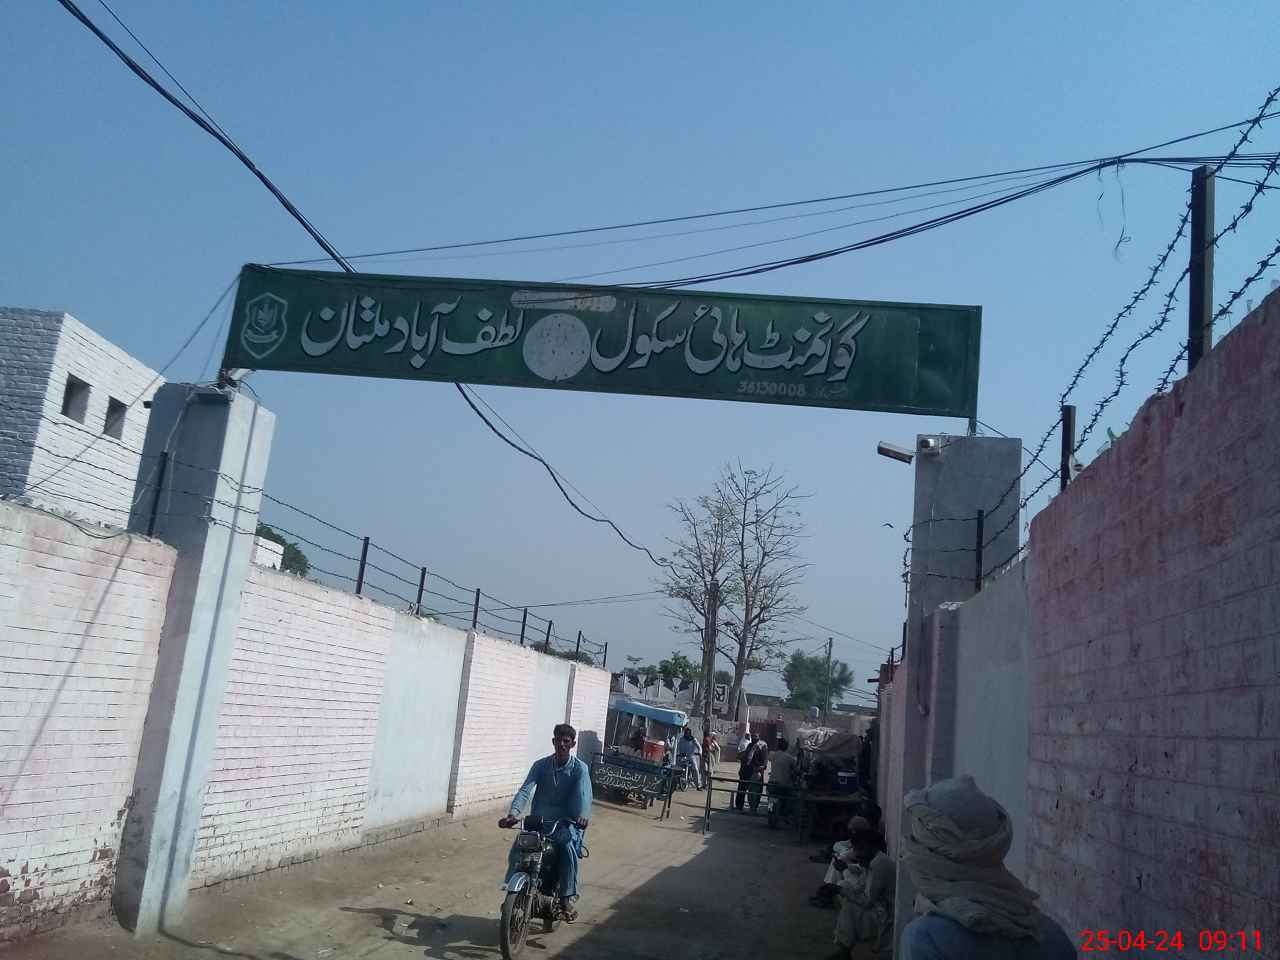 گورنمنٹ ہائی سکول لطف آباد ملتان
36130008
25-04-24 09:11